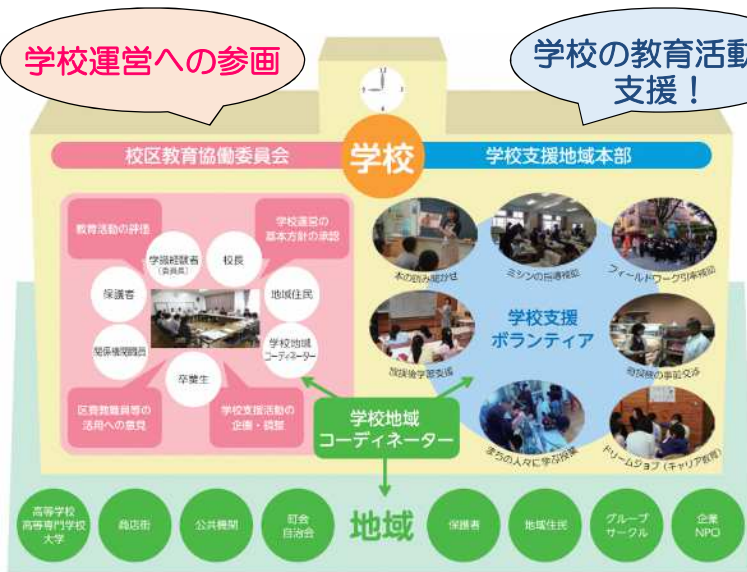 学校運営への参画
学校の教育活動
支援！
12
3
6
9
校区教育協働委員会
学校
学校支援地域本部
教育活動の評価
学校運営の
基本方針の承認
学識経験者
（委員長）
校長
保護者
地域住民
関係機関職員
学校地域
コーディネーター
卒業生
区費教職員等の
活用への意見
学校支援活動の
企画・調整
本の読み聞かせ
ミシンの指導補助
フィールドワーク引率補助
学校支援
ボランティア
放課後学習支援
まちの人々に学ぶ授業
ドリームジョブ（キャリア教育）
学校地域
コーディネーター
高等学校
高等専門学校
大学
商店街
公共機関
町会
自治会
地域
保護者
地域住民
グループ
サークル
企業
NPO